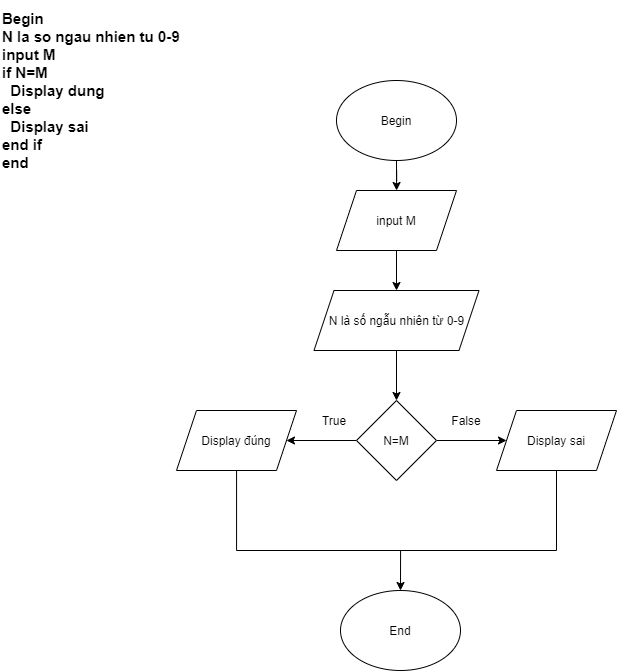 Begin
N la so ngau nhien tu 0-9
input M
if N=M
Display dung
else
Display sai
end if
end
Begin
input M
N là số ngẫu nhiên từ 0-9
True
False
Display đúng
N=M
Display sai
End